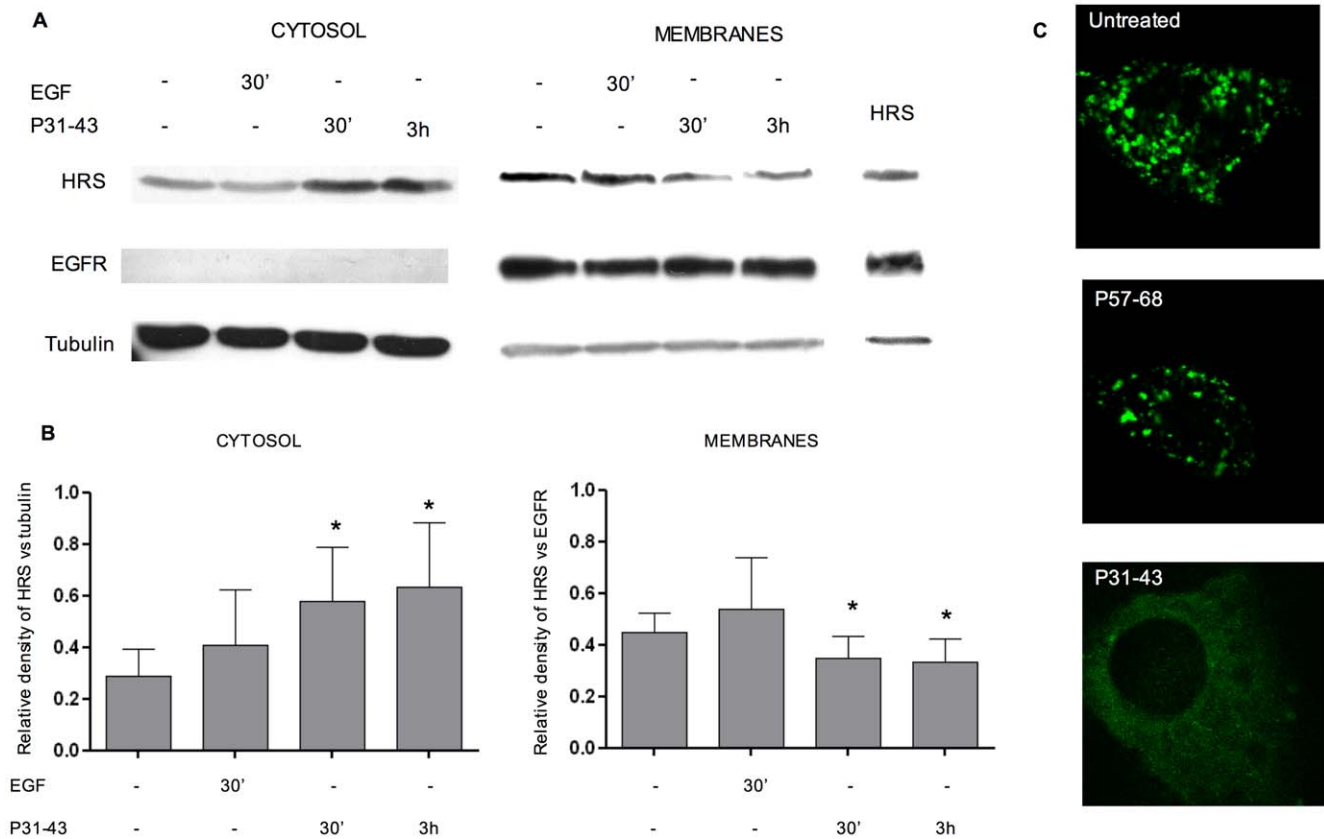 A
CYTOSOL
MEMBRANES
EGF - 30' - - - 30' - -
P31-43 - - 30' 3h - - 30' 3h HRS
HRS
EGFR
Tubulin
B
CYTOSOL
Relative density of HRS vs tubulin
1.0
0.8
0.6
0.4
0.2
0.0
* *
EGF - 30' - -
P31-43 - - 30' 3h
MEMBRANES
Relative density of HRS vs EGFR
1.0
0.8
0.6
0.4
0.2
0.0
* *
- 30' - -
- - 30' 3h
C
Untreated
P57-68
P31-43